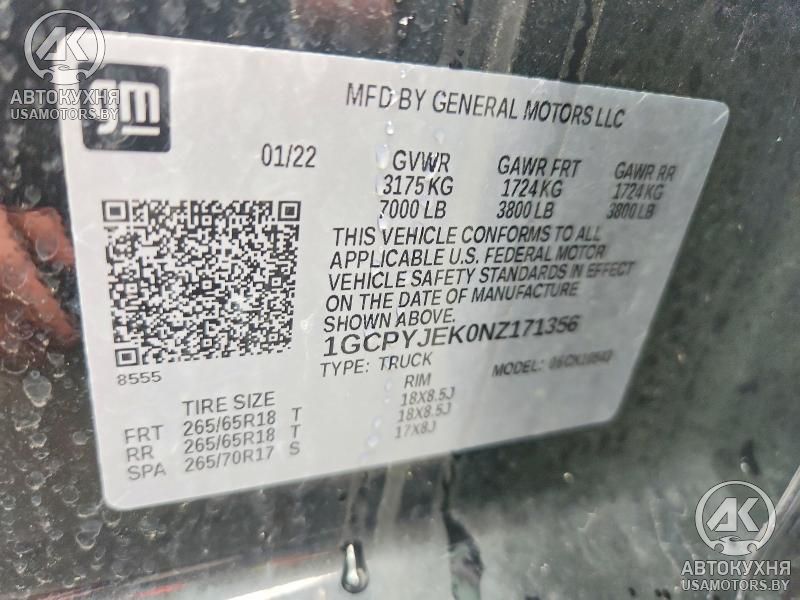 АВТОКУХНЯ
USAMOTORS.BY
gm
MFD BY GENERAL MOTORS LLC
01/22 GVWR GAWR FRT GAWR RR
3175 KG 1724 KG 1724 KG
7000 LB 3800 LB 3800 LB
THIS VEHICLE CONFORMS TO ALL
APPLICABLE U.S. FEDERAL MOTOR
VEHICLE SAFETY STANDARDS IN EFFECT
ON THE DATE OF MANUFACTURE
SHOWN ABOVE.
1GCPYJEK0NZ171356
TYPE: TRUCK MODEL:
8555
TIRE SIZE RIM
FRT 265/65R18 T 18X8.5J
RR 265/65R18 T 18X8.5J
SPA 265/70R17 S 17X8J
АВТОКУХНЯ
USAMOTORS.BY